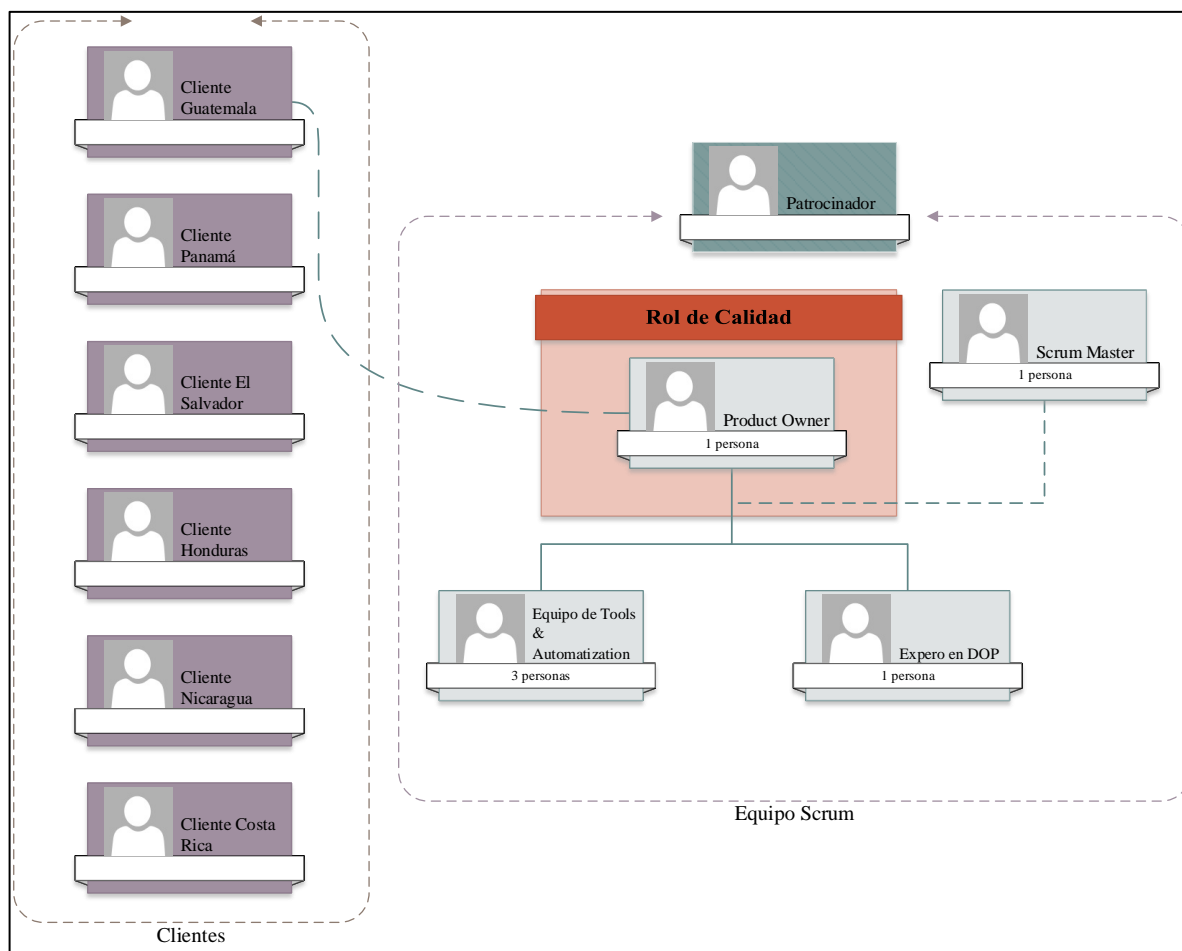 Cliente
Guatemala
Cliente
Panamá
Cliente El
Salvador
Cliente
Honduras
Cliente
Nicaragua
Cliente Costa
Rica
Clientes
Patrocinador
Rol de Calidad
Product Owner
1 persona
Scrum Master
1 persona
Equipo de Tools
&
Automatization
3 personas
Expero en DOP
1 persona
Equipo Scrum